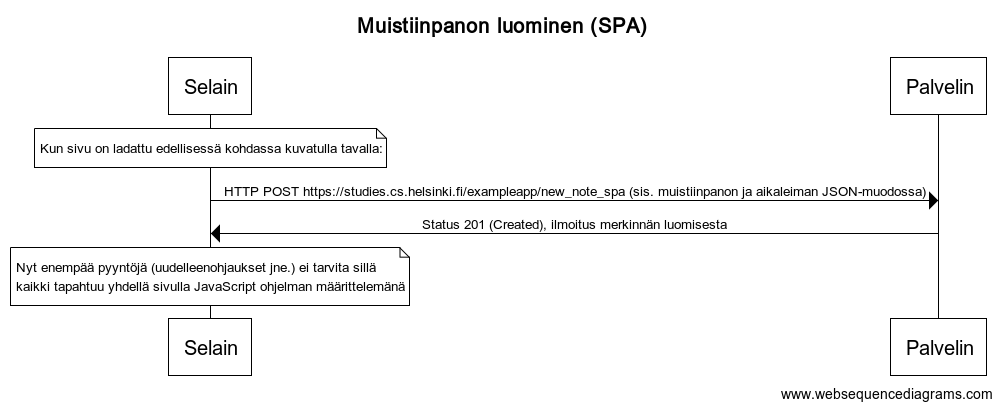 Muistiinpanon luominen (SPA)
Selain
Palvelin
Kun sivu on ladattu edellisessä kohdassa kuvatulla tavalla:
HTTP POST https://studies.cs.helsinki.fi/exampleapp/new_note_spa (sis. muistiinpanon ja aikaleiman JSON-muodossa)
Status 201 (Created), ilmoitus merkinnän luomisesta
Nyt enempää pyyntöjä (uudelleenohjaukset jne.) ei tarvita sillä
kaikki tapahtuu yhdellä sivulla JavaScript ohjelman määrittelemänä
Selain
Palvelin
www.websequencediagrams.com